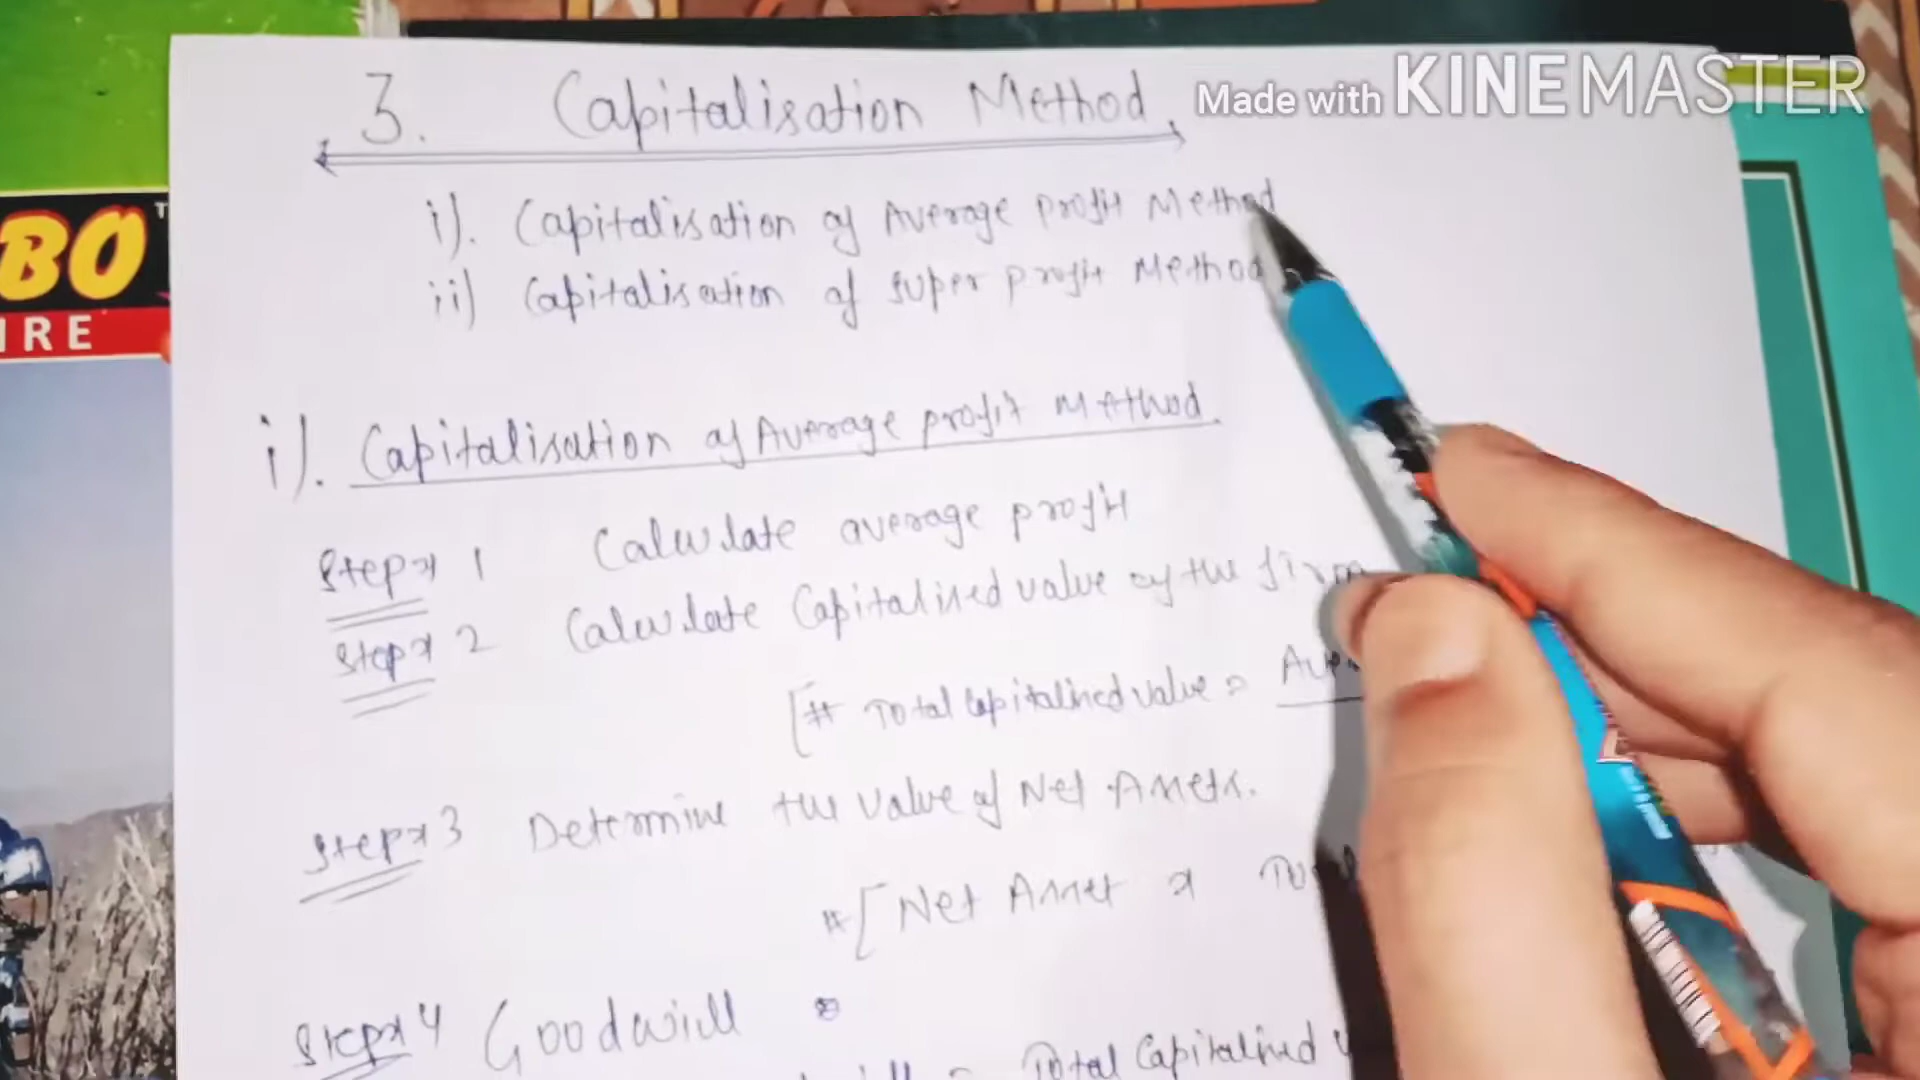 Made with KINEMASTER
3. Capitalisation Method
i). Capitalisation of Average profit Method
ii) Capitalisation of super profit Method
i). Capitalisation of Average profit Method.
Step 1 Calculate average profit
Step 2 Calculate Capitalised value of the firm
[# Total Capitalised value =
Step 3 Determine the value of Net Assets.
#[Net Asset =
Step 4 Goodwill
= Total Capitalised
BO
IRE